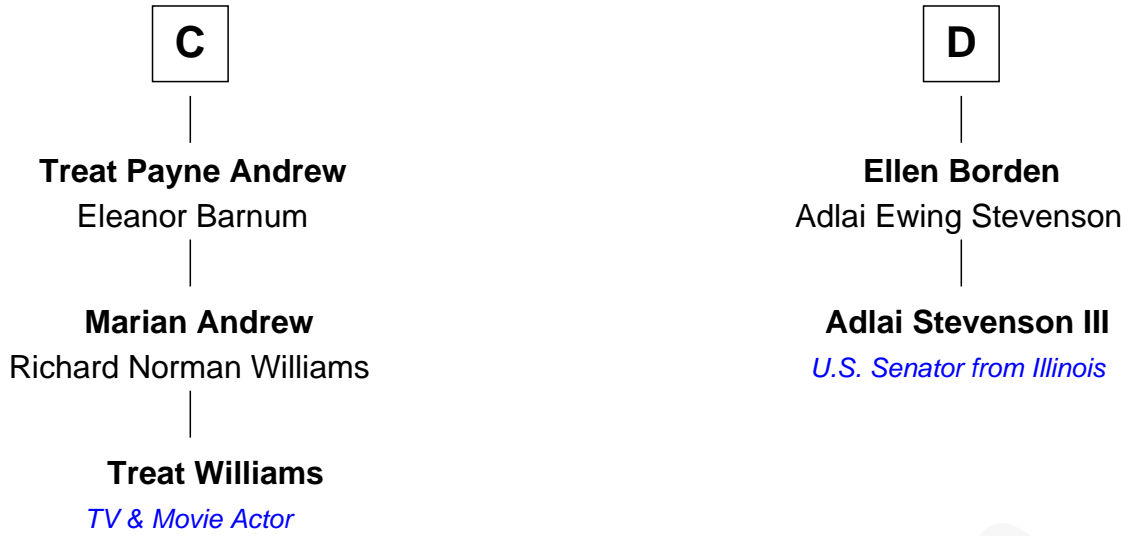 C
Treat Payne Andrew
Eleanor Barnum
Marian Andrew
Richard Norman Williams
Treat Williams
TV & Movie Actor
D
Ellen Borden
Adlai Ewing Stevenson
Adlai Stevenson III
U.S. Senator from Illinois